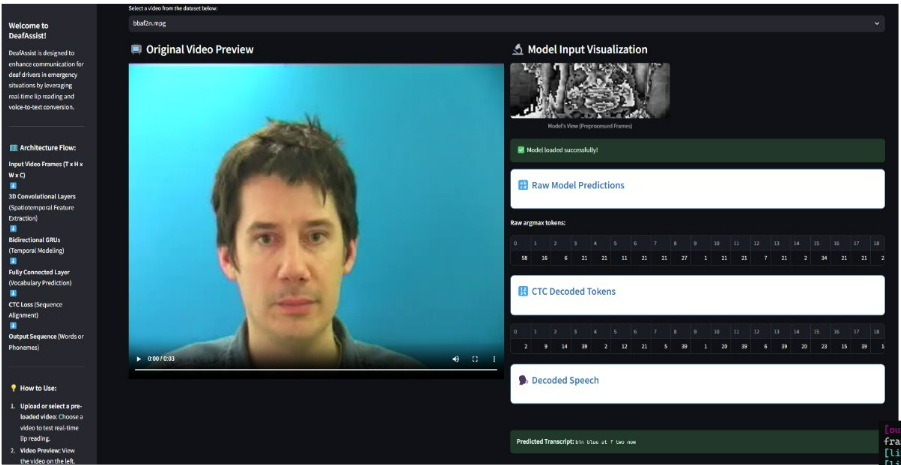 Welcome to
DeafAssist!
DeafAssist is designed to
enhance communication for
deaf drivers in emergency
situations by leveraging
real-time lip reading and
voice-to-text conversion.
Architecture Flow:
Input Video Frames (T x H x
W x C)
3D Convolutional Layers
(Spatiotemporal Feature
Extraction)
Bidirectional GRUs
(Temporal Modeling)
Fully Connected Layer
(Vocabulary Prediction)
CTC Loss (Sequence
Alignment)
Output Sequence (Words or
Phonemes)
How to Use:
1. Upload or select a pre-
loaded video: Choose a
video to test real-time
lip reading.
2. Video Preview: View
the video on the left.
Select a video from the dataset below:
bbaf2n.mpg
Original Video Preview
0:00 / 0:03
Model Input Visualization
Model's View (Preprocessed Frames)
Model loaded successfully!
Raw Model Predictions
Raw argmax tokens:
0 1 2 3 4 5 6 7 8 9 10 11 12 13 14 15 16 17 18
58 16 6 21 21 11 21 21 27 1 21 21 7 21 2 34 21 21 2
CTC Decoded Tokens
0 1 2 3 4 5 6 7 8 9 10 11 12 13 14 15 16 17 18
2 9 14 39 2 12 21 5 39 1 20 39 6 39 20 23 15 39
Decoded Speech
Predicted Transcript: bin blue at f two now
[ou
fra
[li